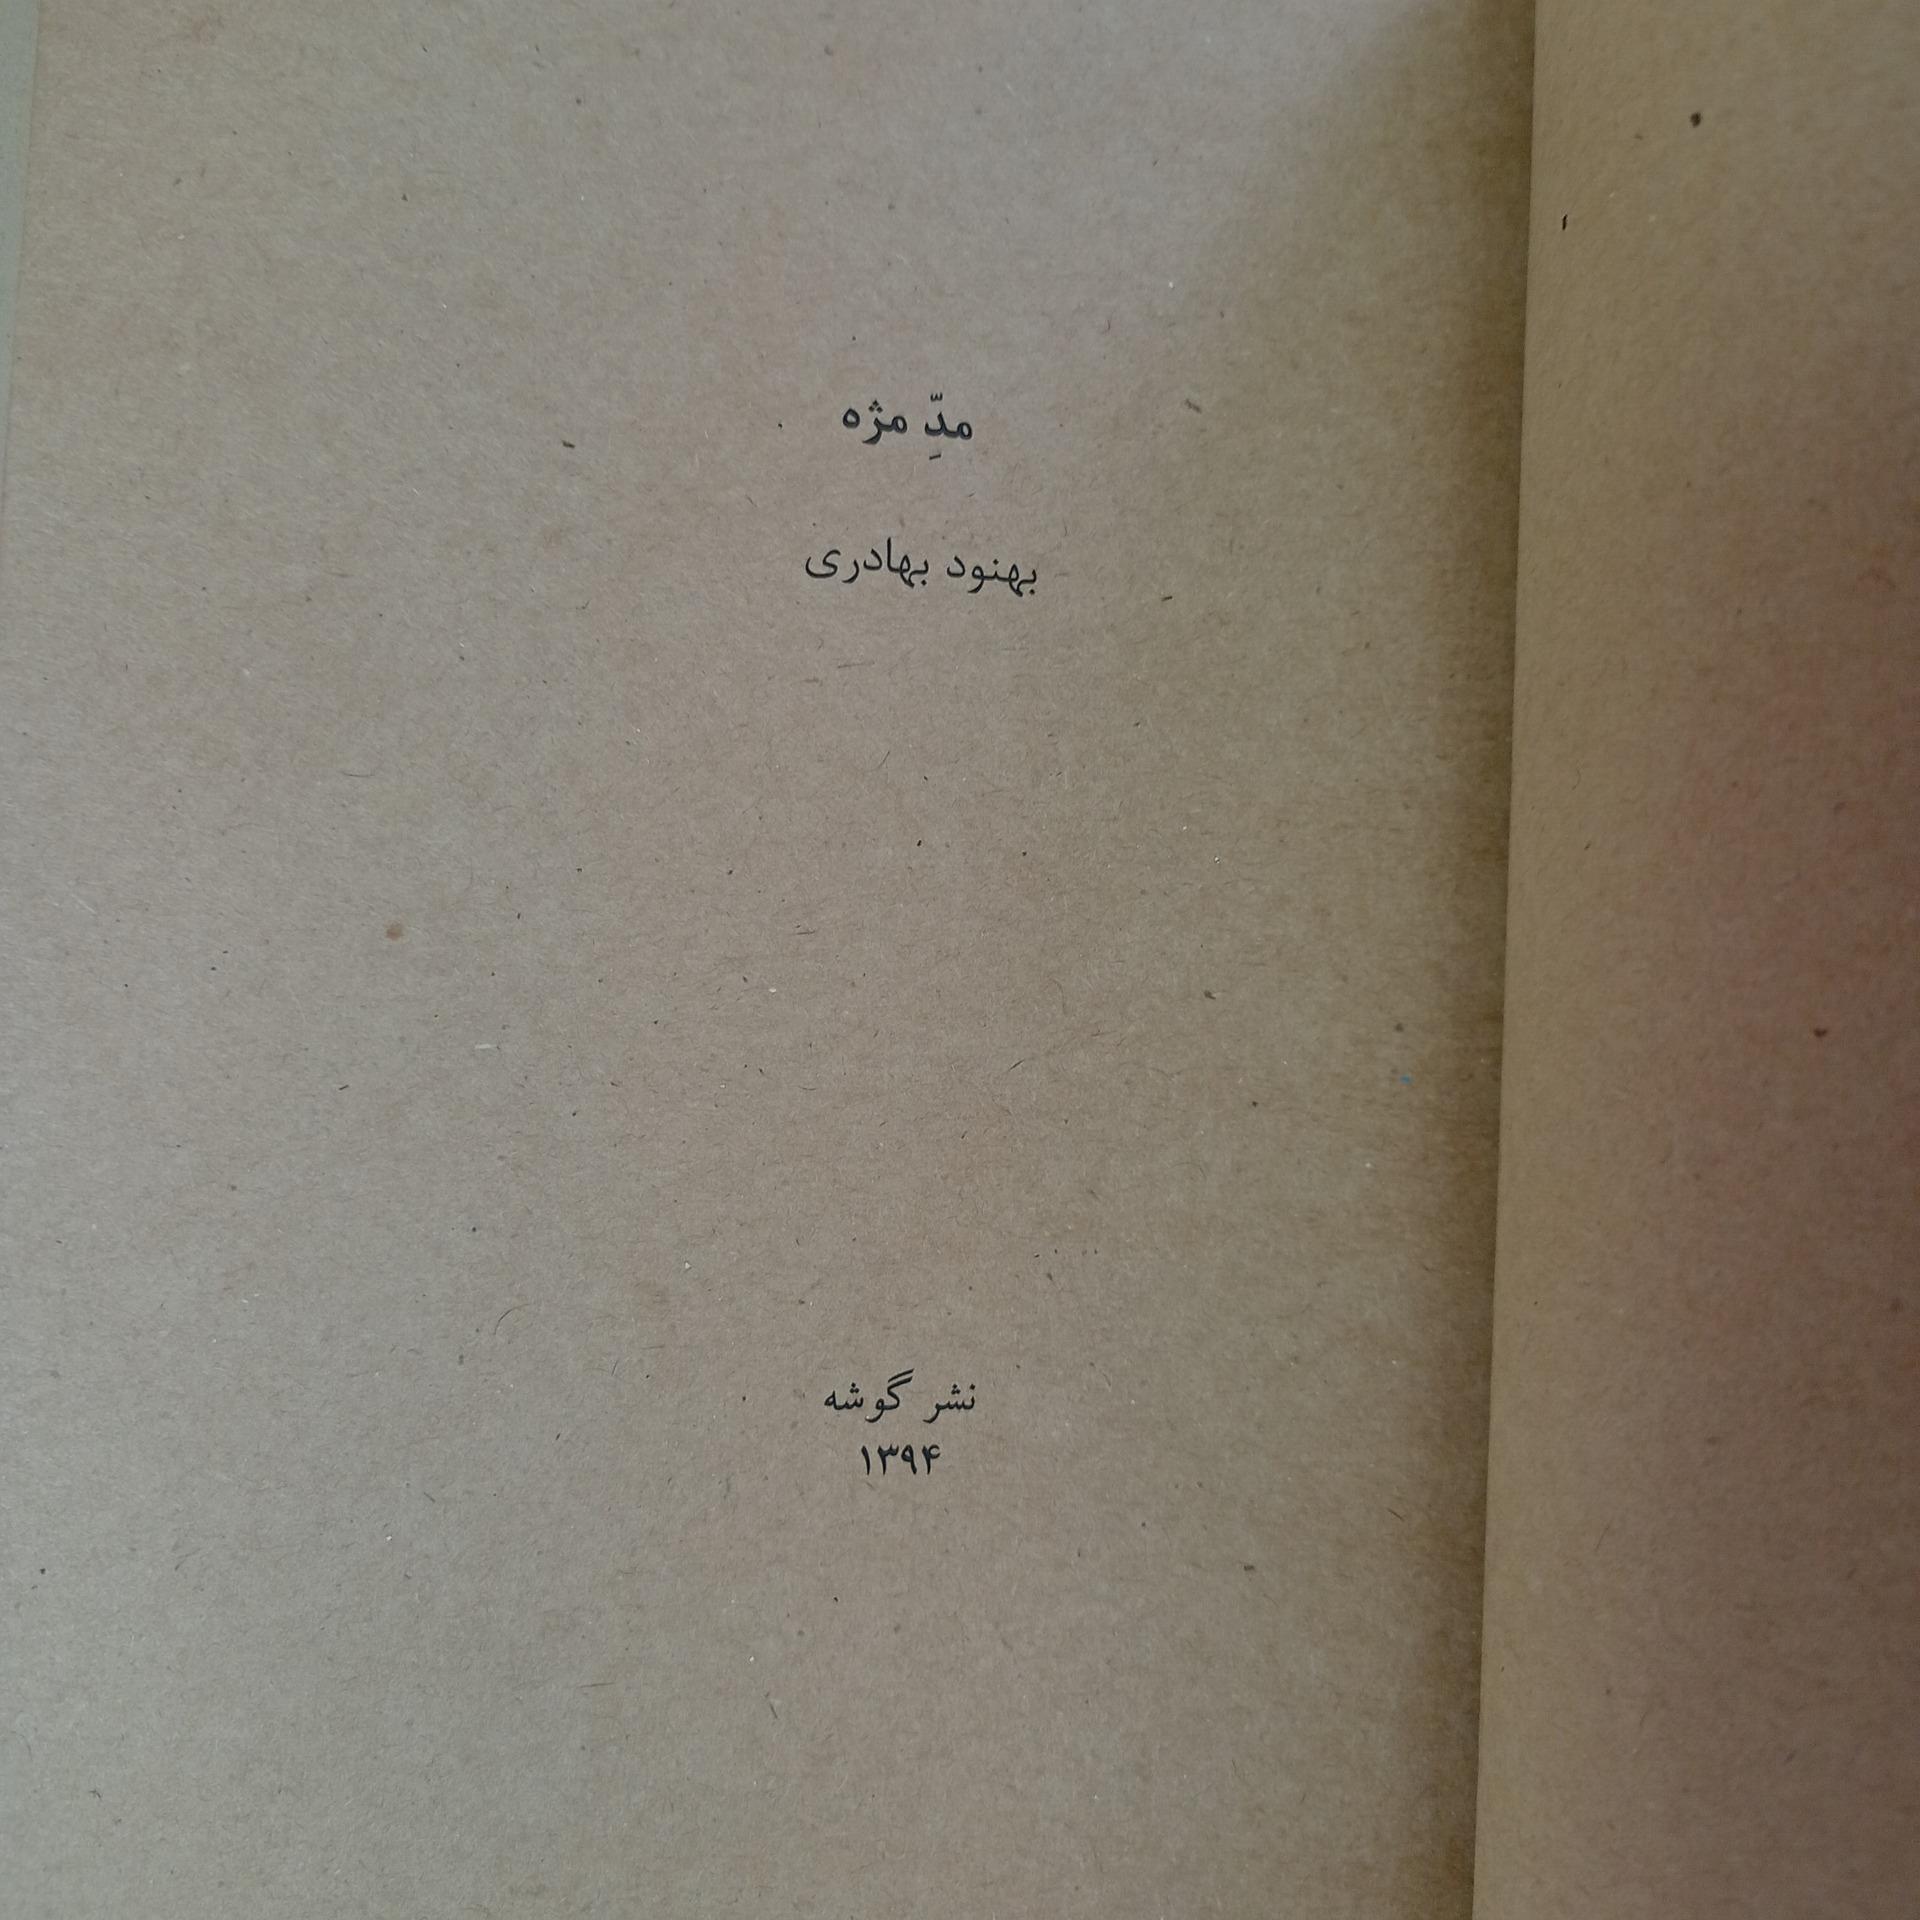 مدِّ مژه
بهنود بهادری
نشر گوشه
۱۳۹۴